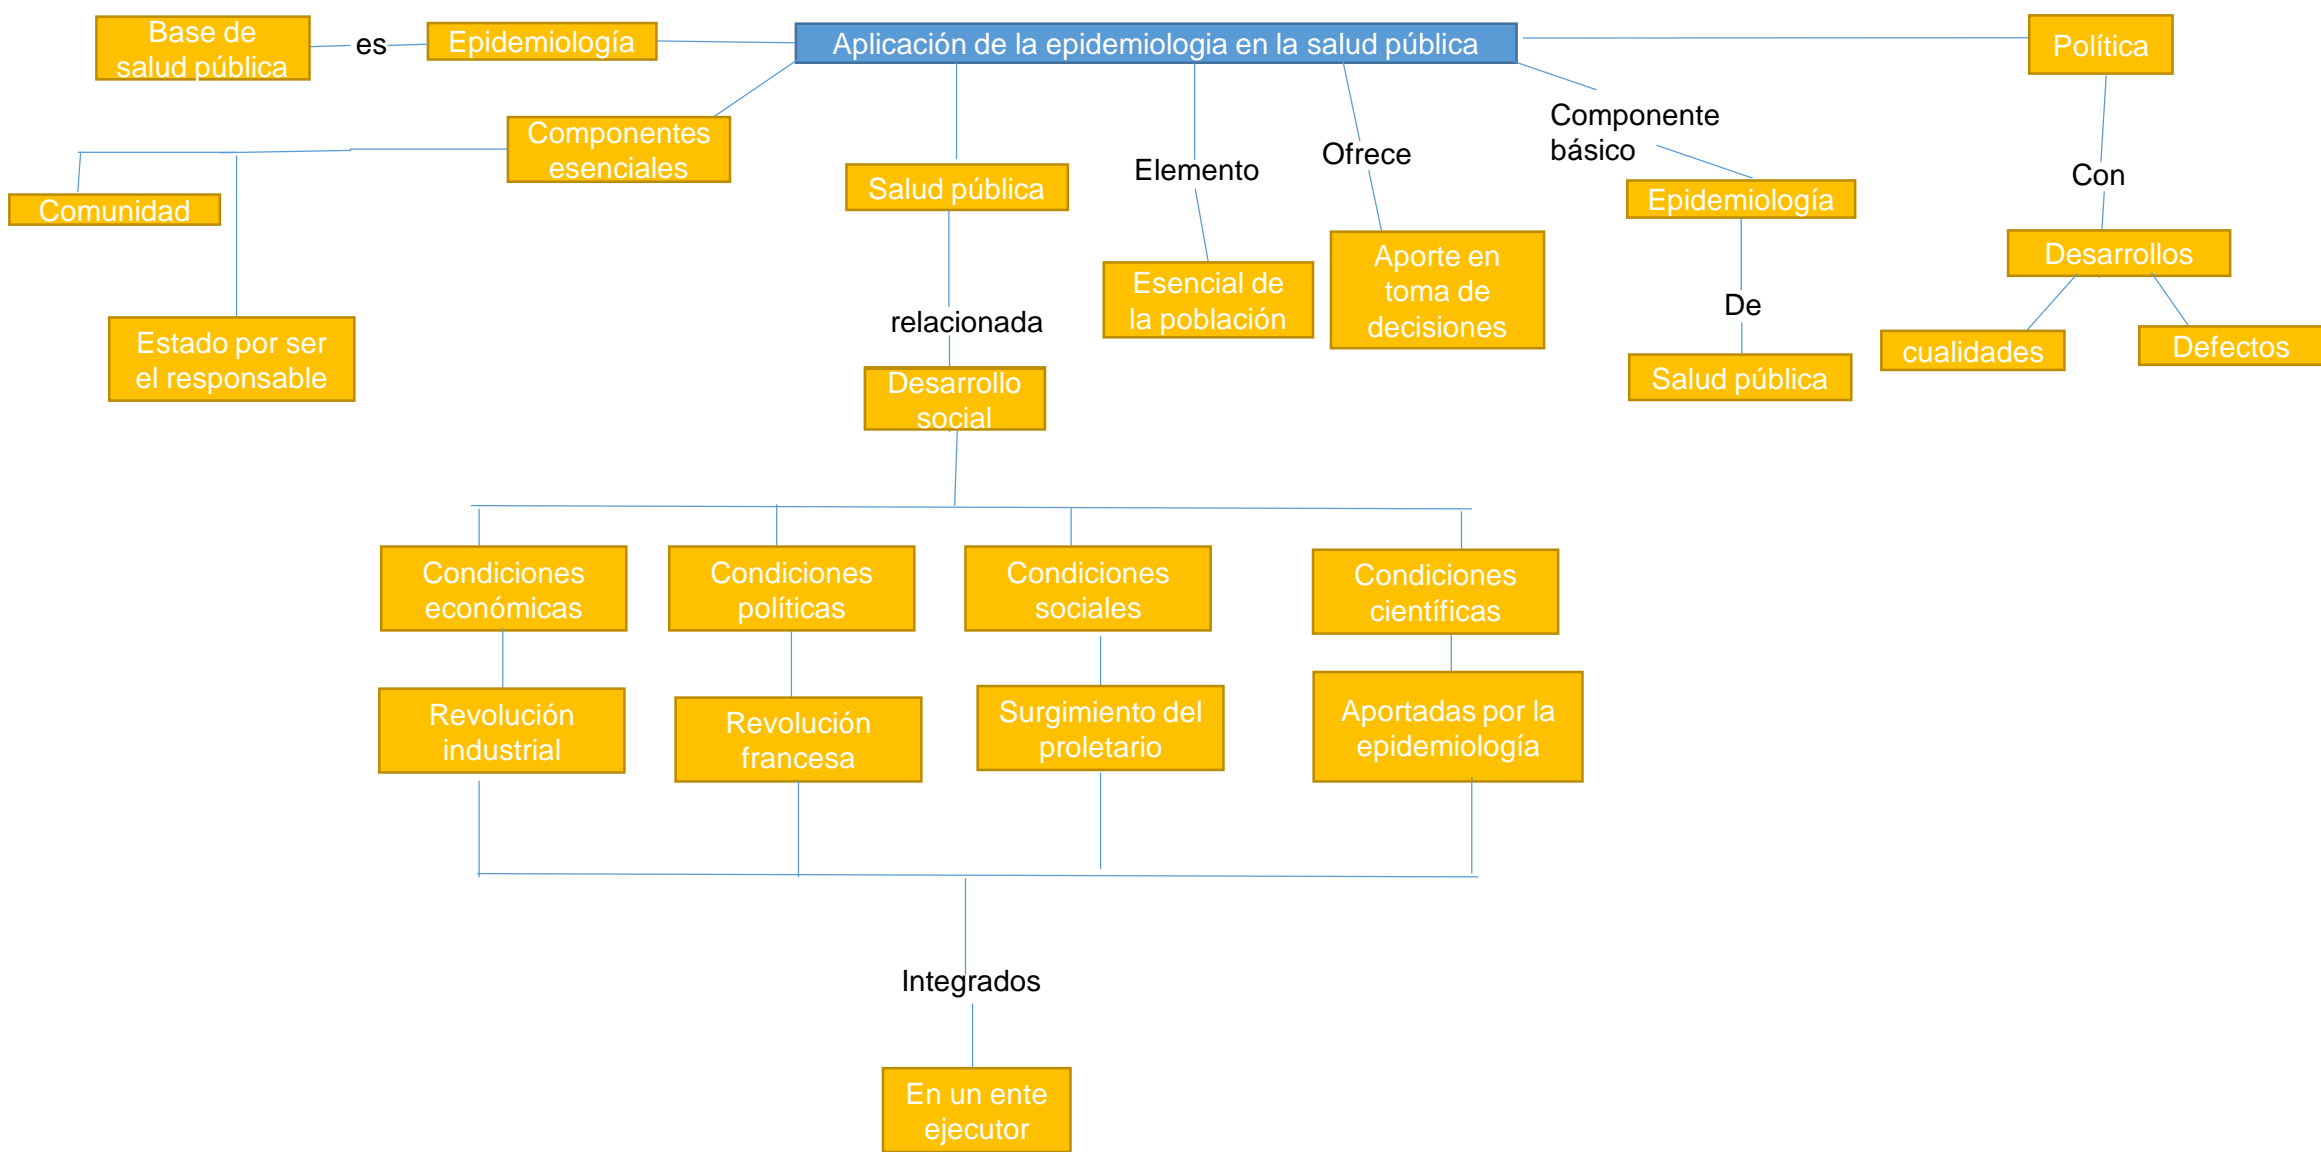 Base de
salud pública
es
Epidemiología
Aplicación de la epidemiologia en la salud pública
Política
Componentes
esenciales
Componente
básico
Elemento
Ofrece
Con
Comunidad
Salud pública
Epidemiología
Estado por ser
el responsable
relacionada
Esencial de
la población
Aporte en
toma de
decisiones
De
Desarrollos
Salud pública
cualidades
Defectos
Desarrollo
social
Condiciones
económicas
Condiciones
políticas
Condiciones
sociales
Condiciones
científicas
Revolución
industrial
Revolución
francesa
Surgimiento del
proletario
Aportadas por la
epidemiología
Integrados
En un ente
ejecutor